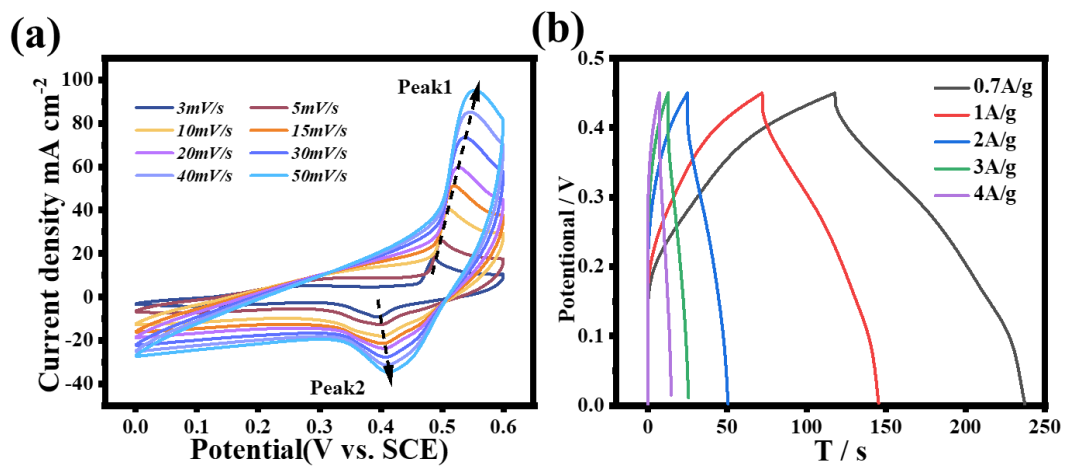 (a)
100
80
60
40
20
0
-20
-40
Current density mA cm⁻²
3mV/s 5mV/s
10mV/s 15mV/s
20mV/s 30mV/s
40mV/s 50mV/s
Peak1
Peak2
0.0 0.1 0.2 0.3 0.4 0.5 0.6
Potential(V vs. SCE)
(b)
0.5
0.4
0.3
0.2
0.1
0.0
Potentional / V
0.7A/g
1A/g
2A/g
3A/g
4A/g
0 50 100 150 200 250
T / s